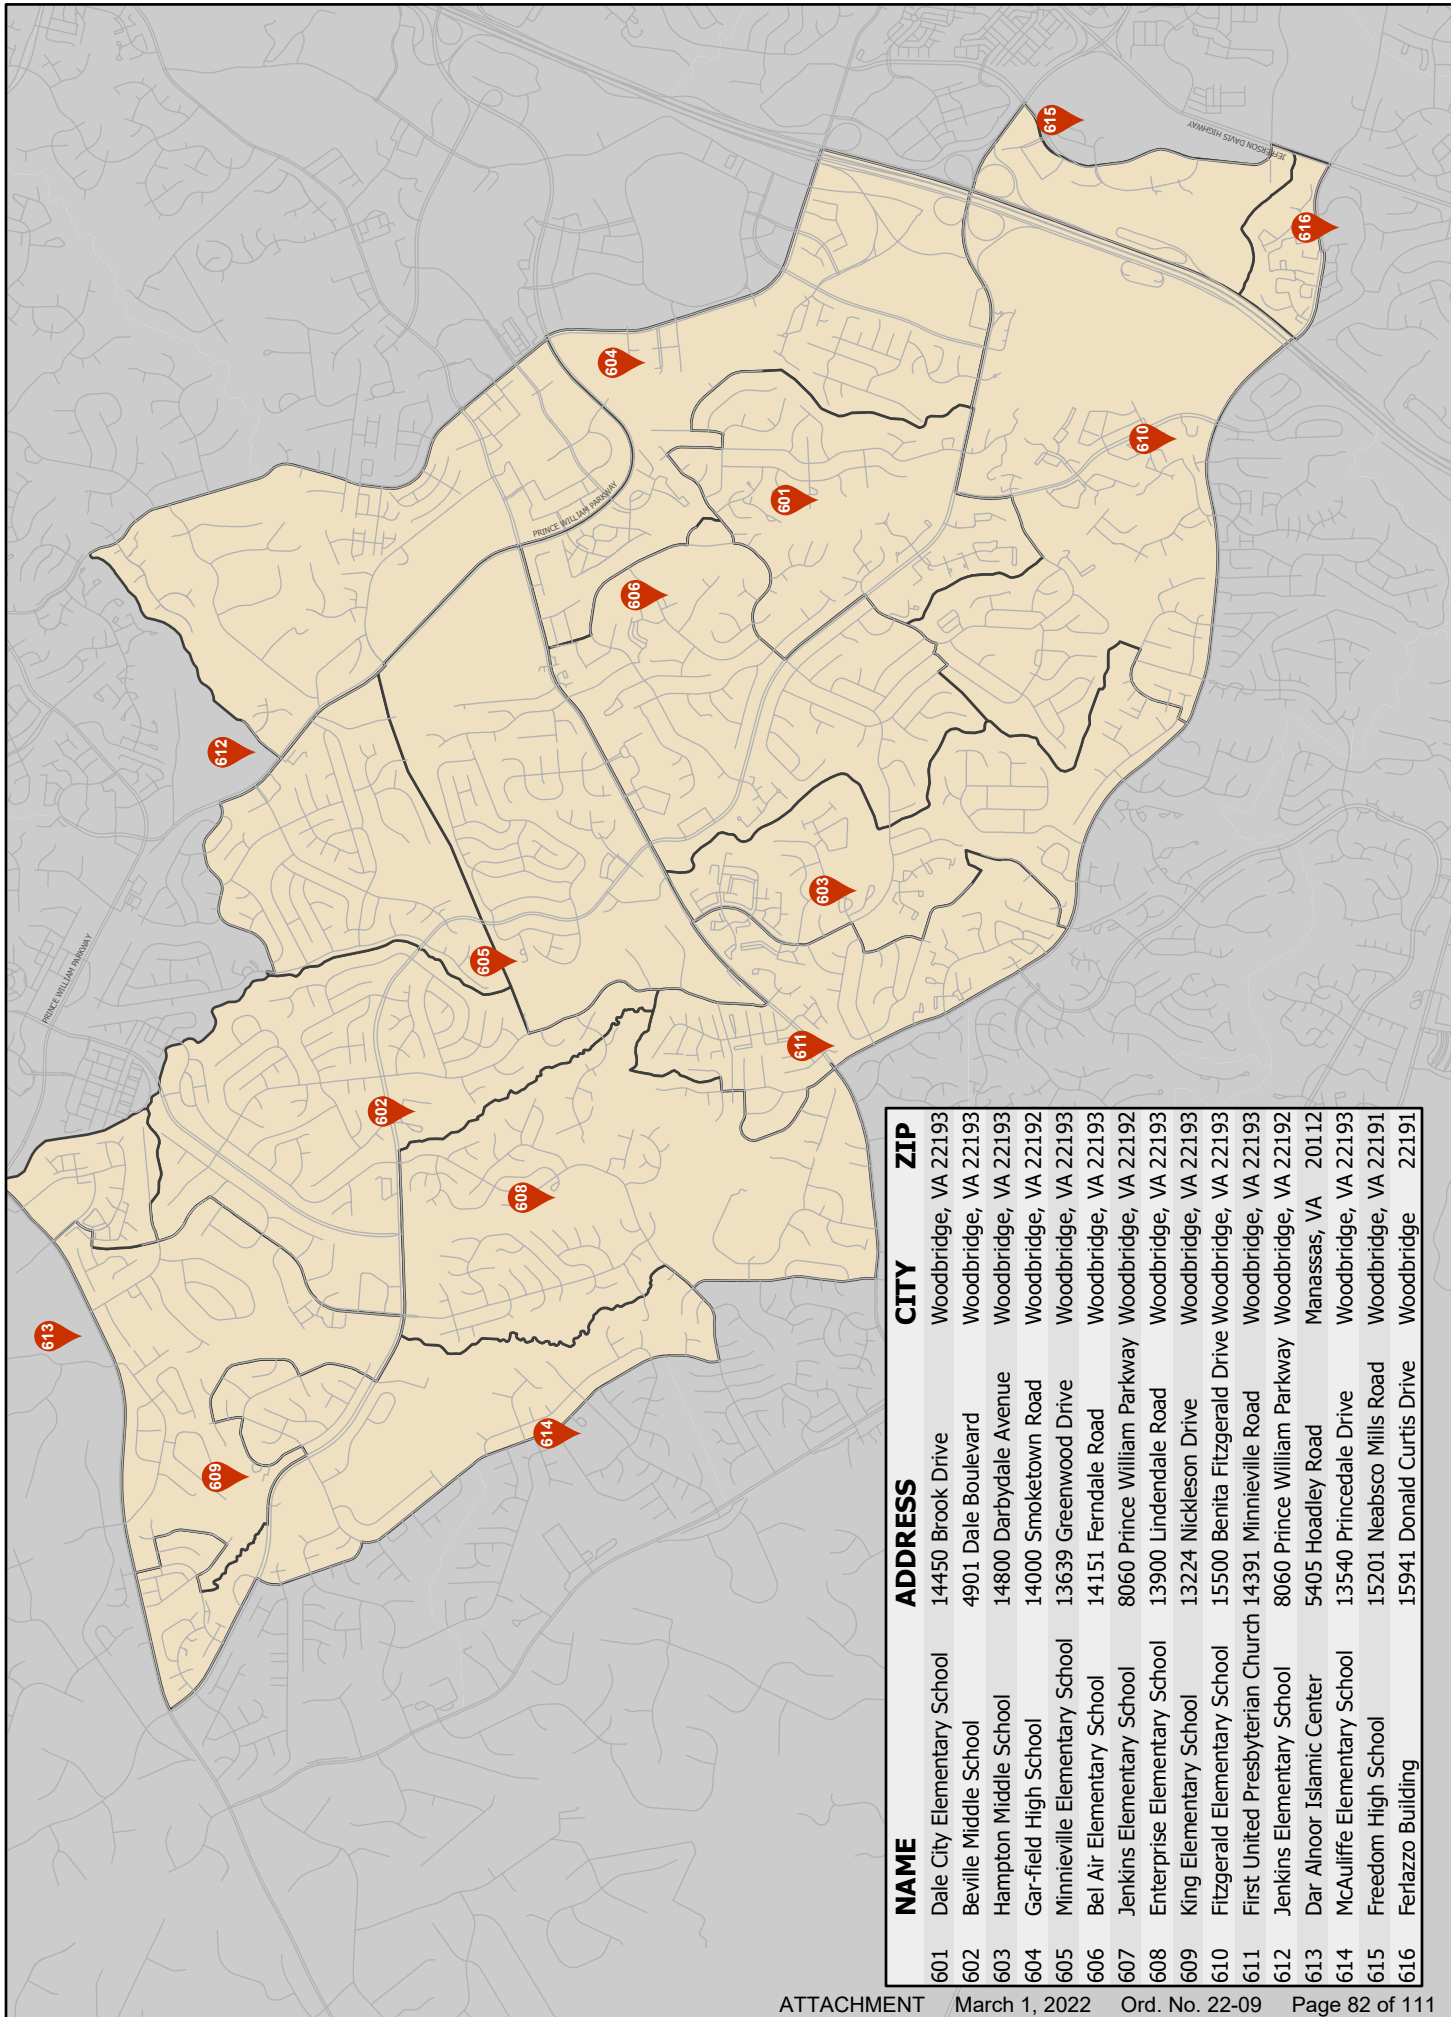 PRINCE WILLIAM PARKWAY
PRINCE WILLIAM PARKWAY
JEFFERSON DAVIS HIGHWAY
613
609
614
602
608
612
605
611
603
606
601
604
610
615
616
NAME ADDRESS CITY ZIP
601 Dale City Elementary School 14450 Brook Drive Woodbridge, VA 22193
602 Beville Middle School 4901 Dale Boulevard Woodbridge, VA 22193
603 Hampton Middle School 14800 Darbydale Avenue Woodbridge, VA 22193
604 Gar-field High School 14000 Smoketown Road Woodbridge, VA 22192
605 Minnieville Elementary School 13639 Greenwood Drive Woodbridge, VA 22193
606 Bel Air Elementary School 14151 Ferndale Road Woodbridge, VA 22193
607 Jenkins Elementary School 8060 Prince William Parkway Woodbridge, VA 22192
608 Enterprise Elementary School 13900 Lindendale Road Woodbridge, VA 22193
609 King Elementary School 13224 Nickleson Drive Woodbridge, VA 22193
610 Fitzgerald Elementary School 15500 Benita Fitzgerald Drive Woodbridge, VA 22193
611 First United Presbyterian Church 14391 Minnieville Road Woodbridge, VA 22193
612 Jenkins Elementary School 8060 Prince William Parkway Woodbridge, VA 22192
613 Dar Alnoor Islamic Center 5405 Hoadley Road Manassas, VA 20112
614 McAuliffe Elementary School 13540 Princedale Drive Woodbridge, VA 22193
615 Freedom High School 15201 Neabsco Mills Road Woodbridge, VA 22191
616 Ferlazzo Building 15941 Donald Curtis Drive Woodbridge 22191
ATTACHMENT March 1, 2022 Ord. No. 22-09 Page 82 of 111